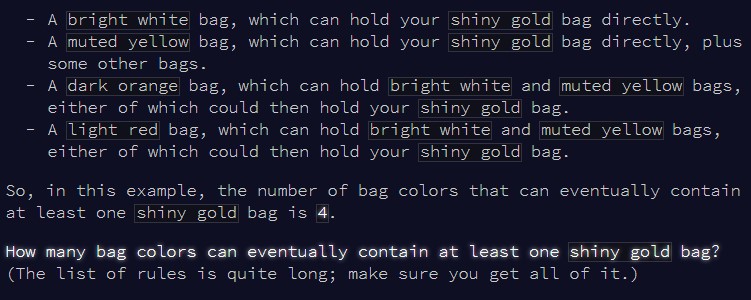 - A bright white bag, which can hold your shiny gold bag directly.
- A muted yellow bag, which can hold your shiny gold bag directly, plus
some other bags.
- A dark orange bag, which can hold bright white and muted yellow bags,
either of which could then hold your shiny gold bag.
- A light red bag, which can hold bright white and muted yellow bags,
either of which could then hold your shiny gold bag.
So, in this example, the number of bag colors that can eventually contain
at least one shiny gold bag is 4.
How many bag colors can eventually contain at least one shiny gold bag?
(The list of rules is quite long; make sure you get all of it.)